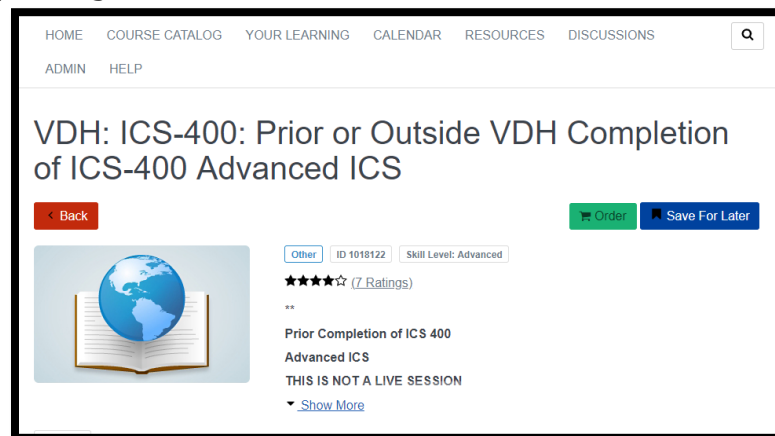 HOME COURSE CATALOG YOUR LEARNING CALENDAR RESOURCES DISCUSSIONS
ADMIN HELP
VDH: ICS-400: Prior or Outside VDH Completion
of ICS-400 Advanced ICS
Back
Order Save For Later
Other ID 1018122 Skill Level: Advanced
(7 Ratings)
**
Prior Completion of ICS 400
Advanced ICS
THIS IS NOT A LIVE SESSION
Show More